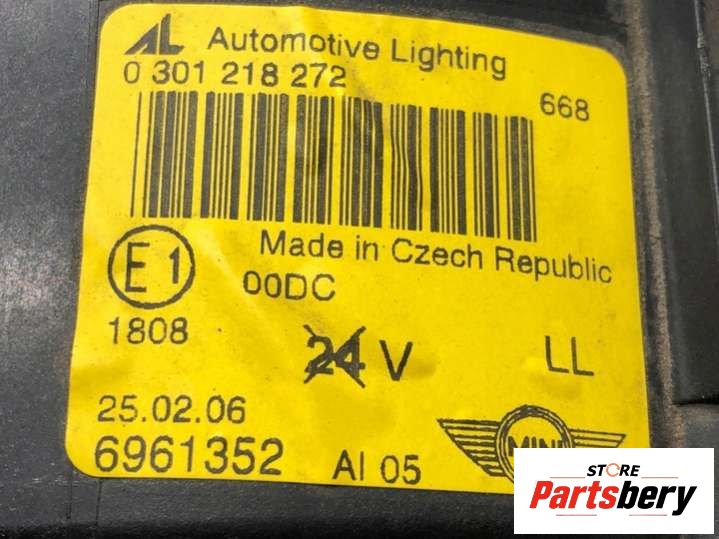 AL Automotive Lighting
0 301 218 272
668
Made in Czech Republic
E1
00DC
1808
24 V
LL
25.02.06
6961352
AI 05
MINI
STORE
Partsbery